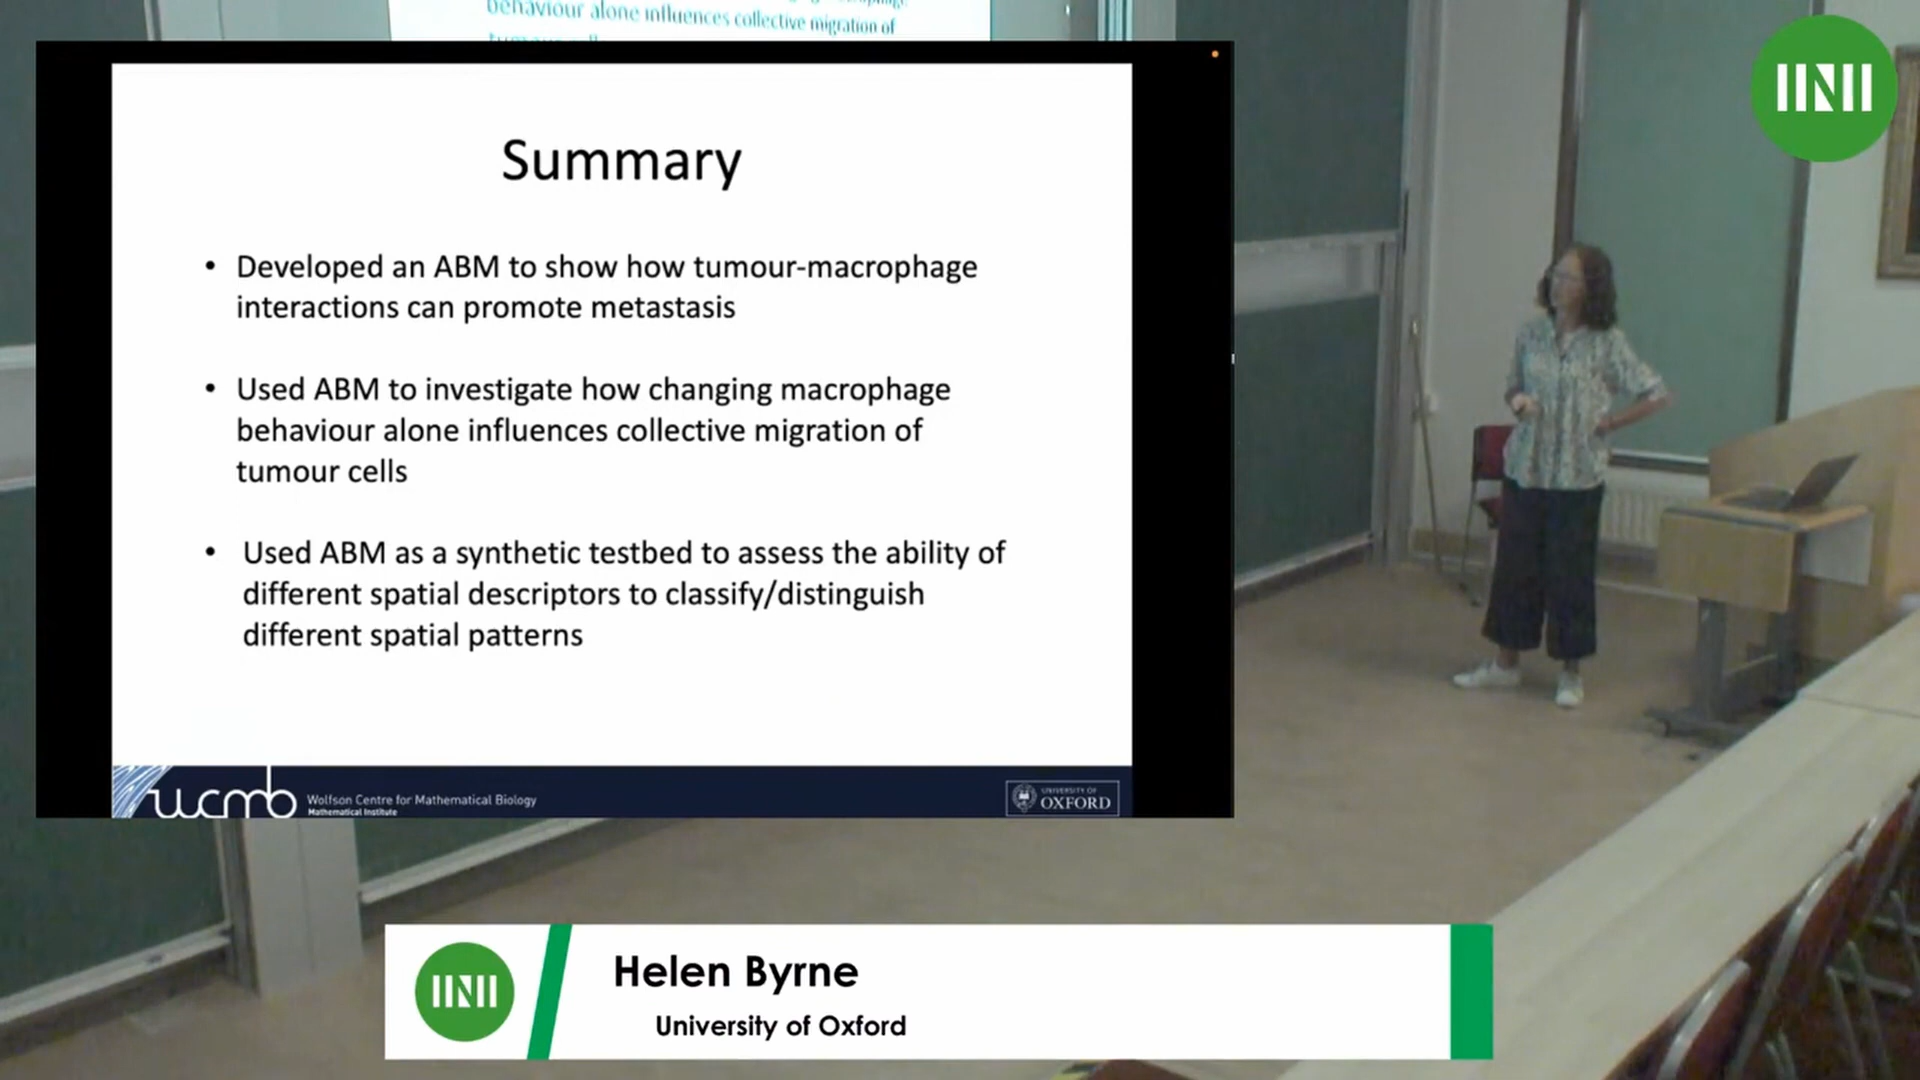 behaviour alone influences collective migration of
Summary
• Developed an ABM to show how tumour-macrophage
interactions can promote metastasis
• Used ABM to investigate how changing macrophage
behaviour alone influences collective migration of
tumour cells
• Used ABM as a synthetic testbed to assess the ability of
different spatial descriptors to classify/distinguish
different spatial patterns
wcmb
Wolfson Centre for Mathematical Biology
Mathematical Institute
UNIVERSITY OF
OXFORD
Helen Byrne
University of Oxford